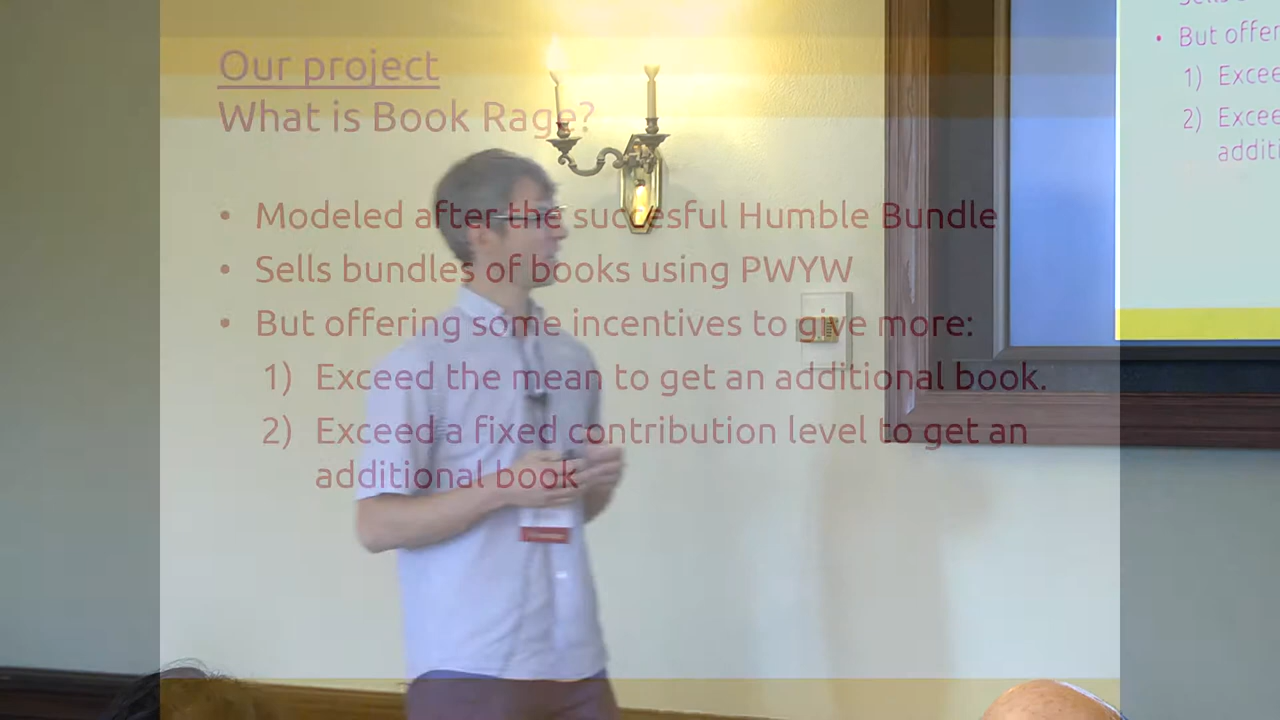 Our project
What is Book Rage?
• Modeled after the succesful Humble Bundle
• Sells bundles of books using PWYW
• But offering some incentives to give more:
1) Exceed the mean to get an additional book.
2) Exceed a fixed contribution level to get an
additional book
• But offer
1) Excee
2) Excee
additi